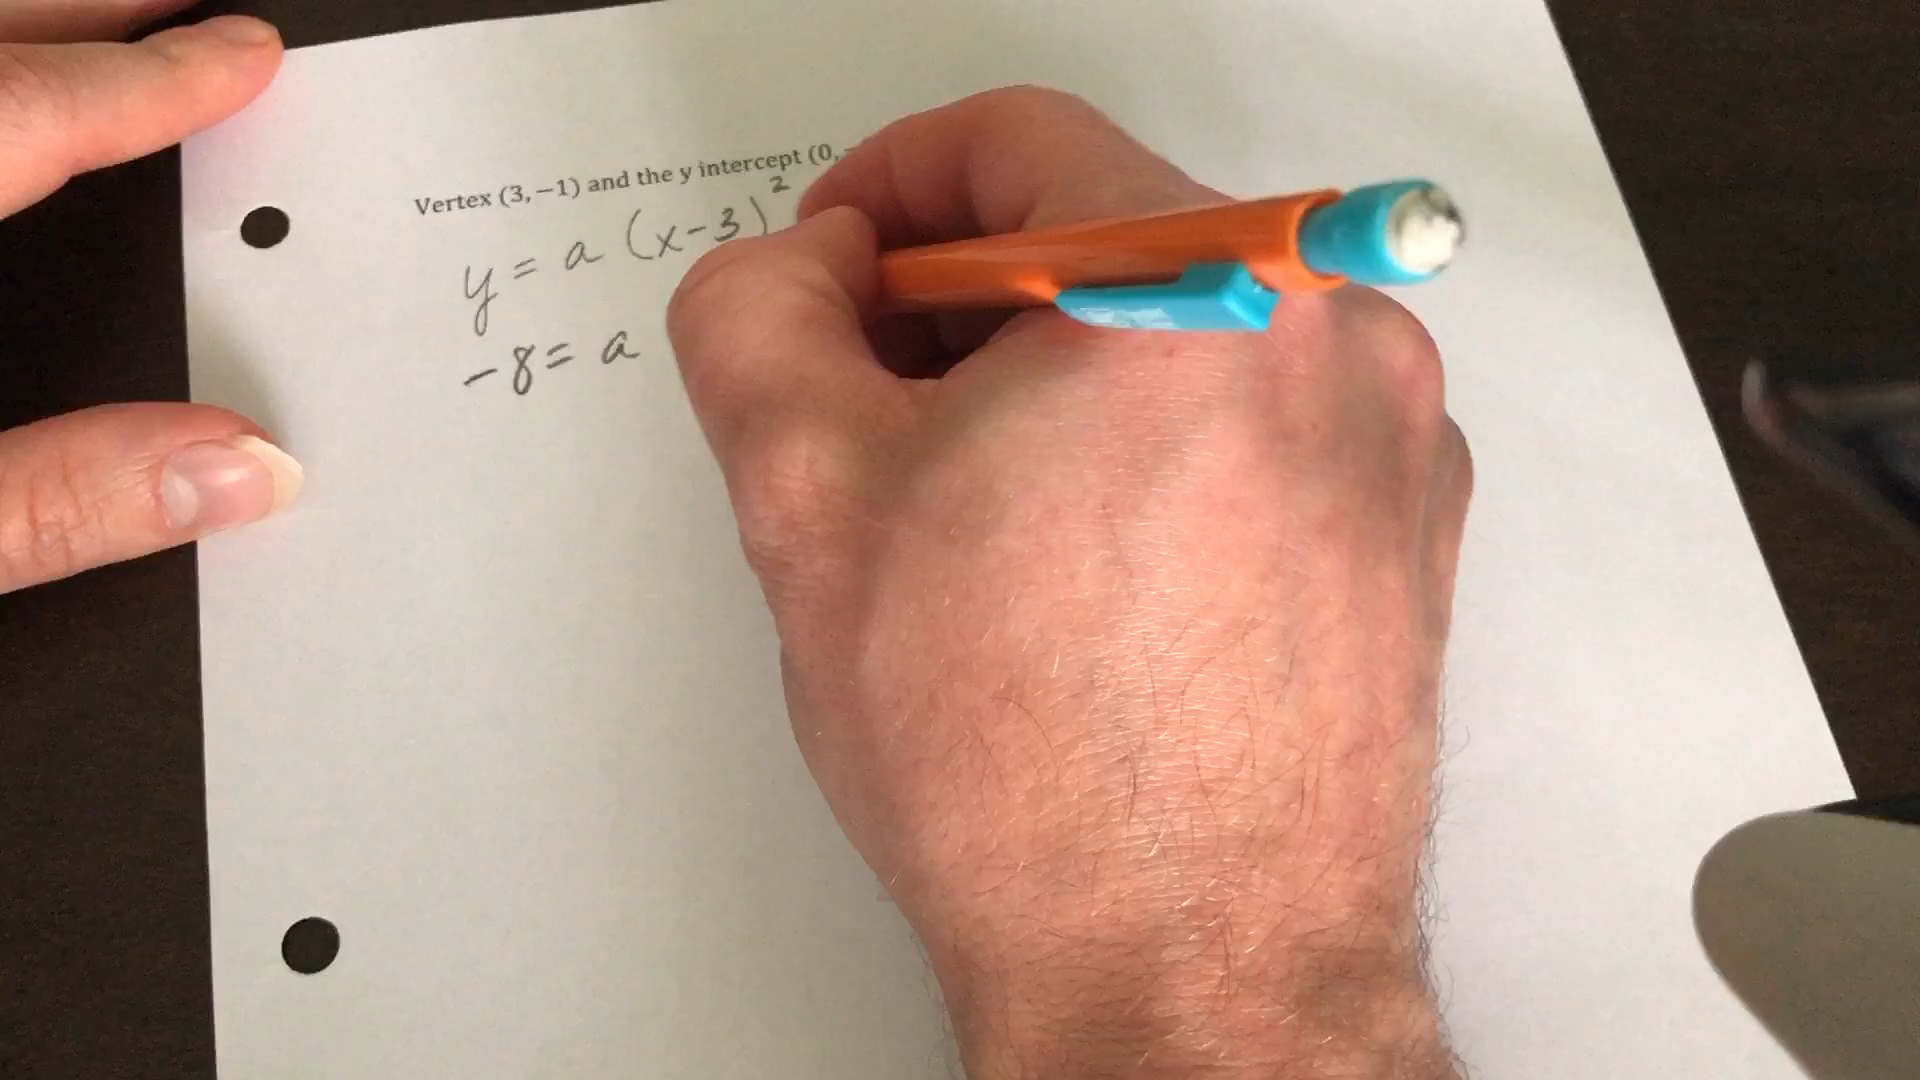 Vertex (3,−1) and the y intercept (0,−
y = a (x-3)²
-8 = a